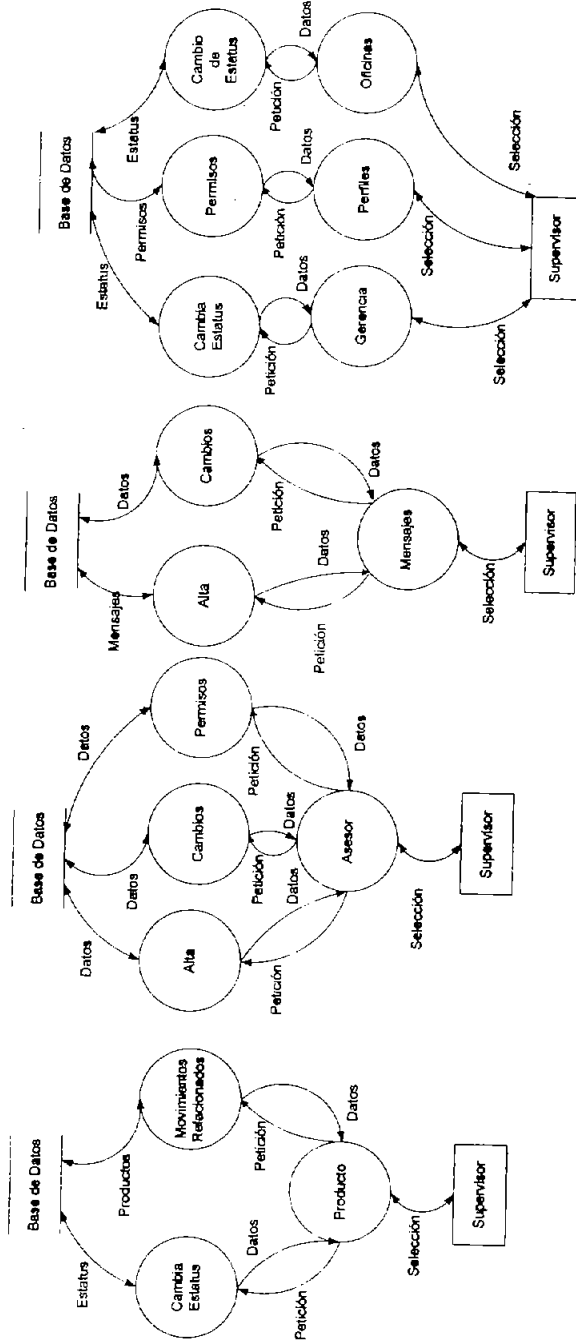 Base de Datos
Estatus
Productos
Cambia
Estatus
Movimientos
Relacionados
Datos
Petición
Petición
Datos
Producto
Selección
Supervisor
Base de Datos
Datos
Datos
Datos
Alta
Cambios
Permisos
Datos
Petición
Petición
Datos
Petición
Datos
Asesor
Selección
Supervisor
Base de Datos
Mensajes
Datos
Alta
Cambios
Datos
Petición
Petición
Datos
Mensajes
Selección
Supervisor
Base de Datos
Estatus
Permisos
Estatus
Cambia
Estatus
Permisos
Cambio
de
Estatus
Petición
Datos
Petición
Datos
Petición
Datos
Gerencia
Perfiles
Oficinas
Selección
Selección
Selección
Supervisor